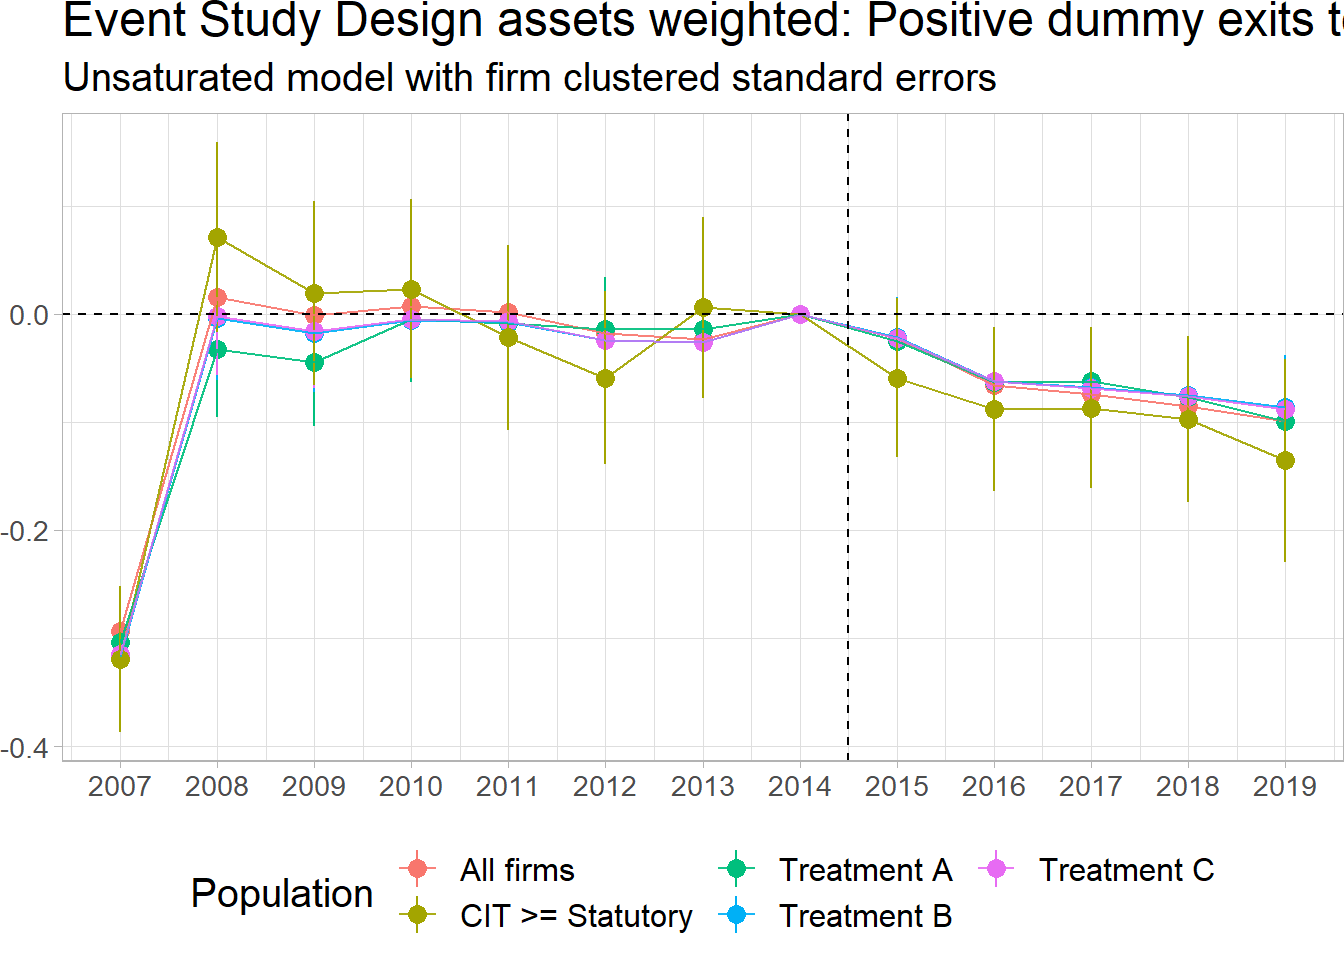 Event Study Design assets weighted: Positive dummy exits
Unsaturated model with firm clustered standard errors
0.0
-0.2
-0.4
2007 2008 2009 2010 2011 2012 2013 2014 2015 2016 2017 2018 2019
Population
All firms Treatment A Treatment C
CIT >= Statutory Treatment B